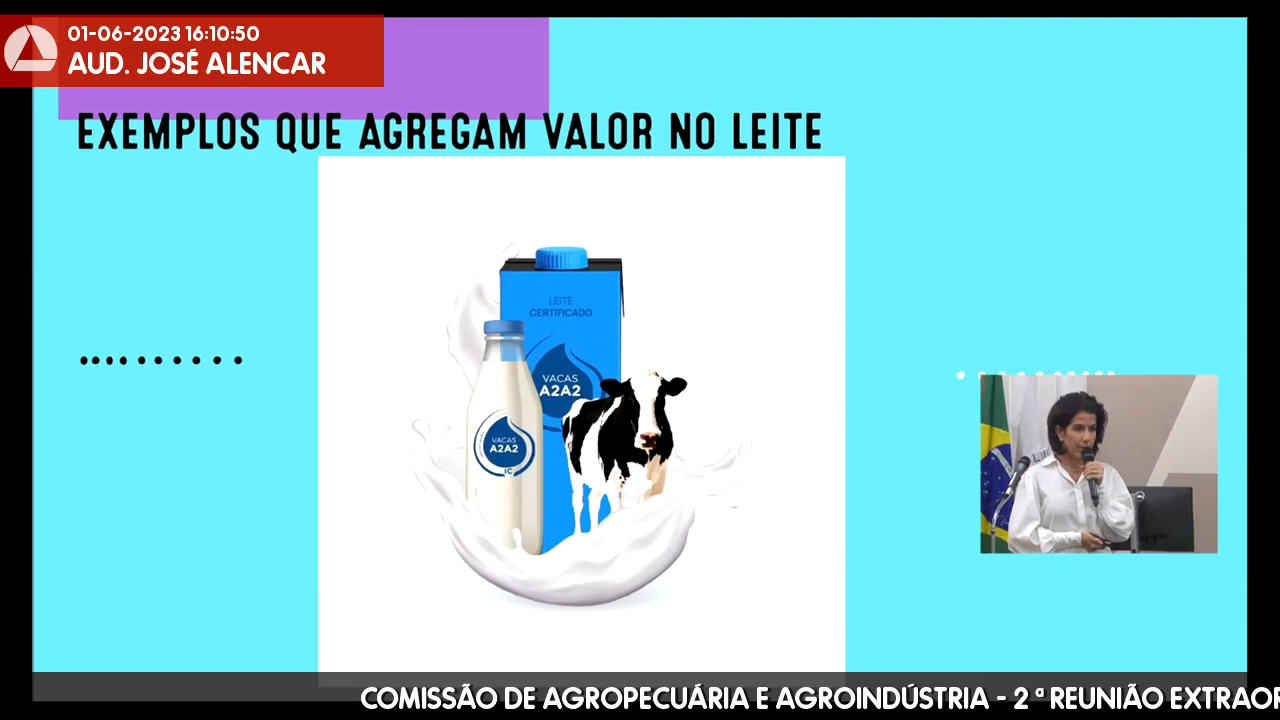 01-06-2023 16:10:50
AUD. JOSÉ ALENCAR
EXEMPLOS QUE AGREGAM VALOR NO LEITE
LEITE
CERTIFICADO
VACAS
A2A2
VACAS
A2A2
COMISSÃO DE AGROPECUÁRIA E AGROINDÚSTRIA - 2 ª REUNIÃO EXTRAOR